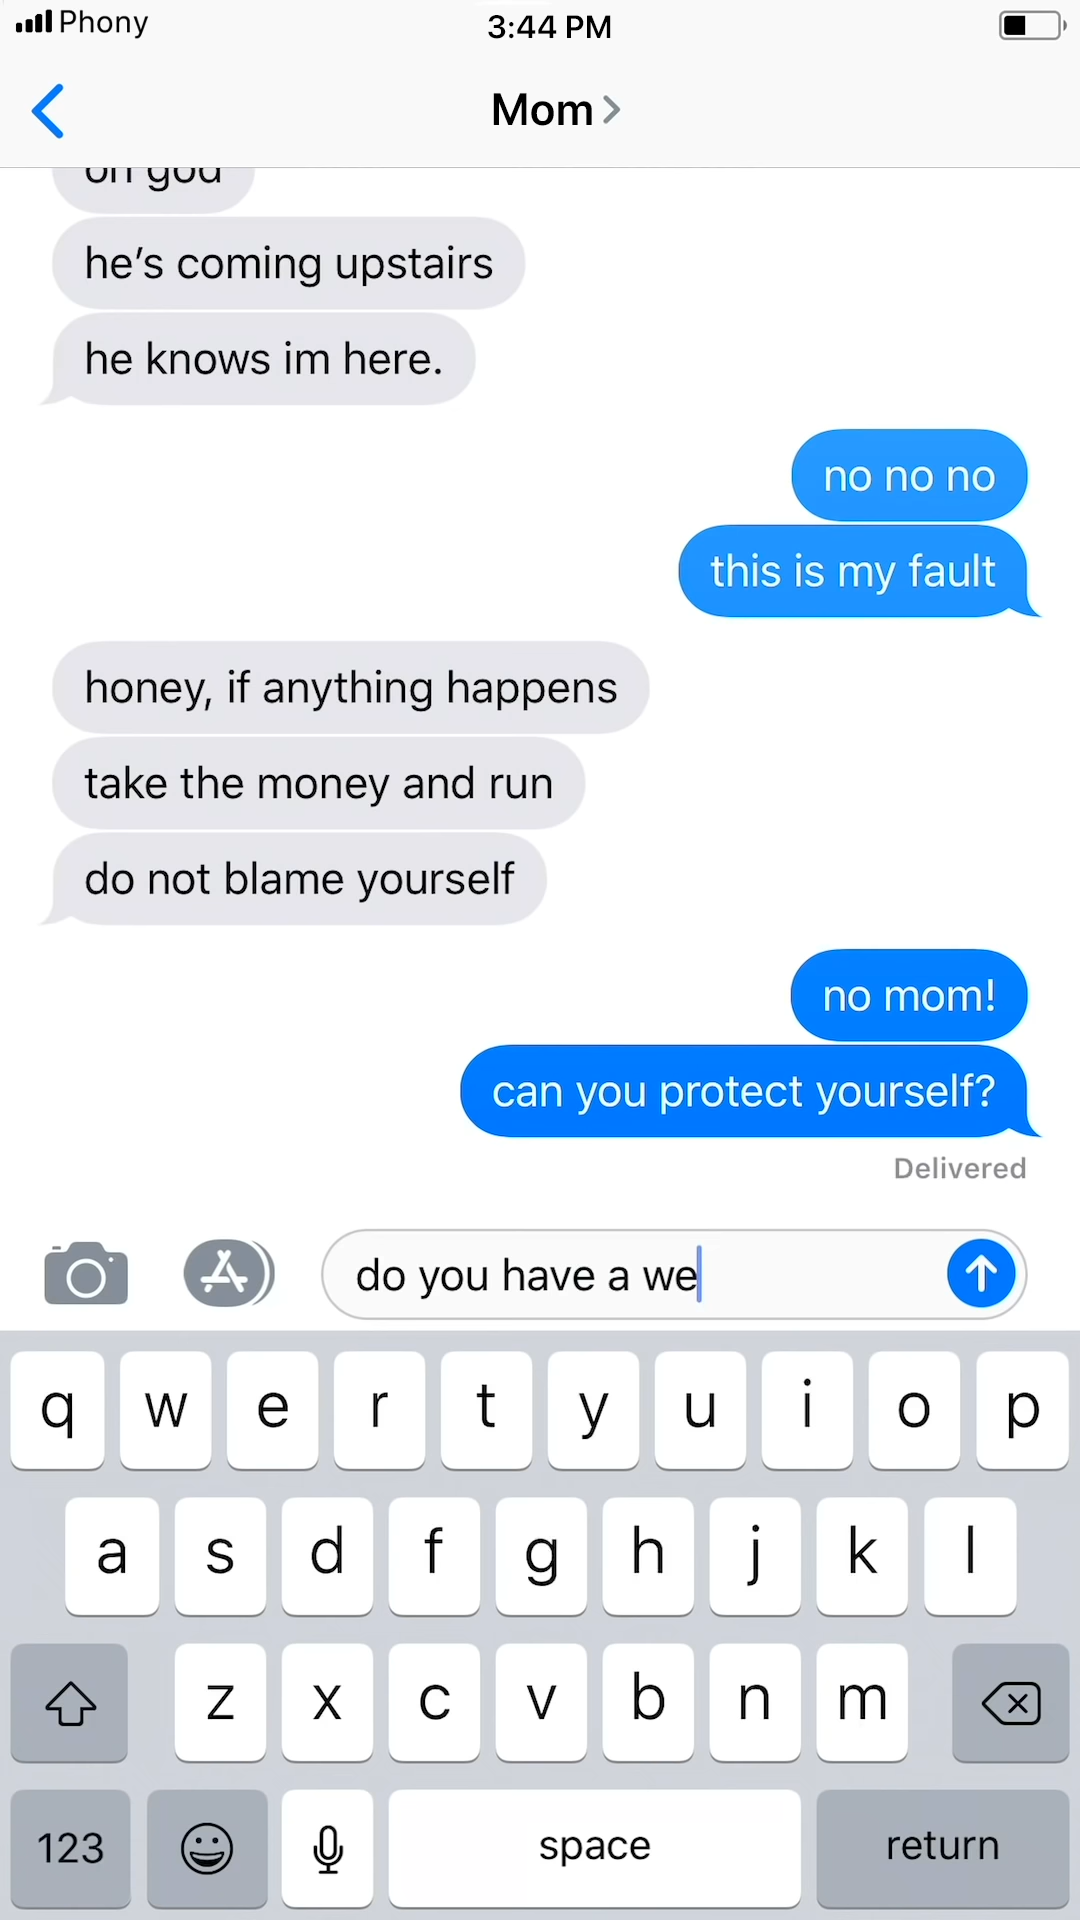 Phony
3:44 PM
Mom
oh god
he's coming upstairs
he knows im here.
no no no
this is my fault
honey, if anything happens
take the money and run
do not blame yourself
no mom!
can you protect yourself?
Delivered
do you have a we
q w e r t y u i o p
a s d f g h j k l
z x c v b n m
123 space return